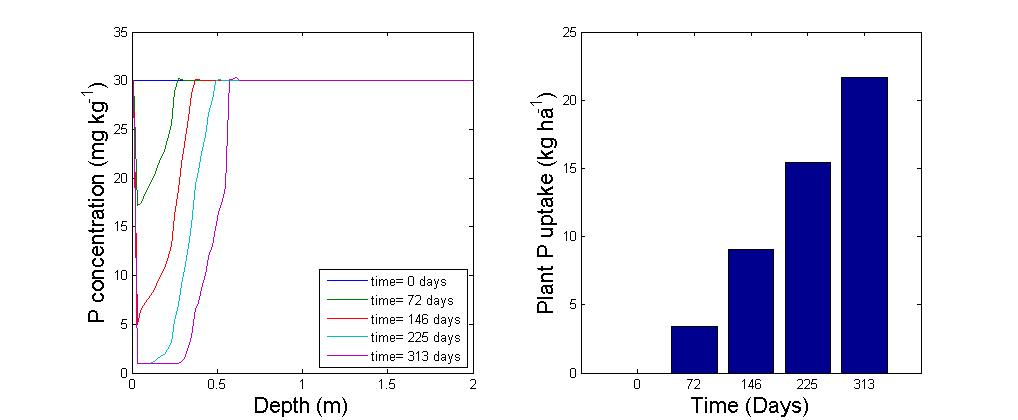 35
30
25
20
15
10
5
0
P concentration (mg kg-1)
0 0.5 1 1.5 2
Depth (m)
time= 0 days
time= 72 days
time= 146 days
time= 225 days
time= 313 days
25
20
15
10
5
0
Plant P uptake (kg ha-1)
0 72 146 225 313
Time (Days)